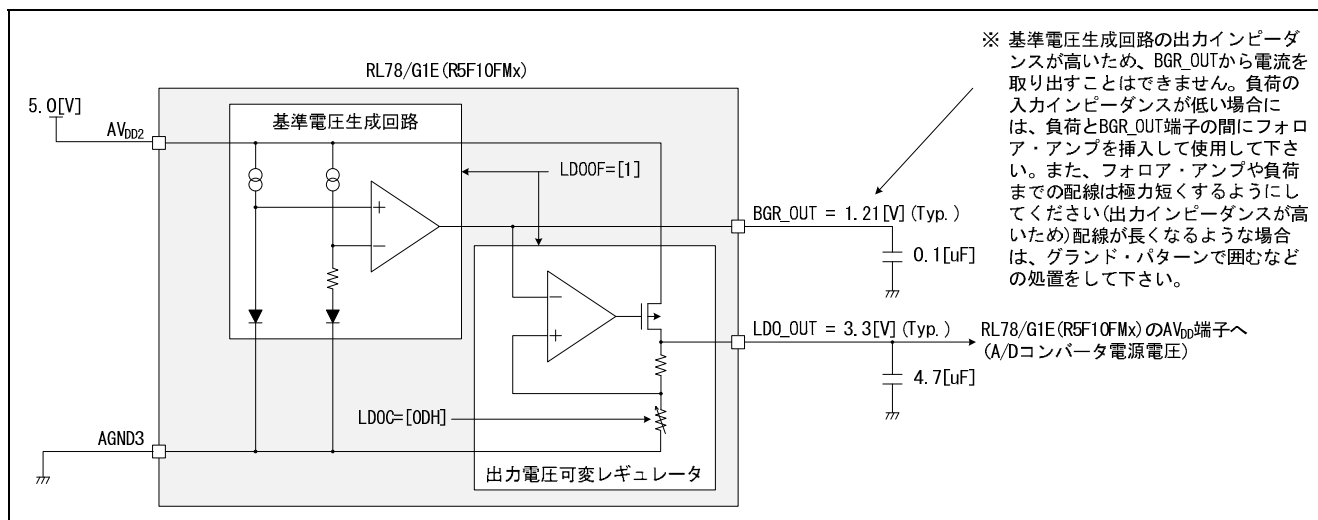 RL78/G1E(R5F10FMx)
5.0[V]
AVDD2
基準電圧生成回路
LDOOF=[1]
BGR_OUT = 1.21[V](Typ.)
0.1[uF]
LDO_OUT = 3.3[V](Typ.)
RL78/G1E(R5F10FMx)のAVDD端子へ
(A/Dコンバータ電源電圧)
4.7[uF]
LDOC=[0DH]
AGND3
出力電圧可変レギュレータ
※ 基準電圧生成回路の出力インピーダ
ンスが高いため、BGR_OUTから電流を
取り出すことはできません。負荷の
入力インピーダンスが低い場合に
は、負荷とBGR_OUT端子の間にフォロ
ア・アンプを挿入して使用して下さ
い。また、フォロア・アンプや負荷
までの配線は極力短くするようにし
てください(出力インピーダンスが高
いため)配線が長くなるような場合
は、グランド・パターンで囲むなど
の処置をして下さい。